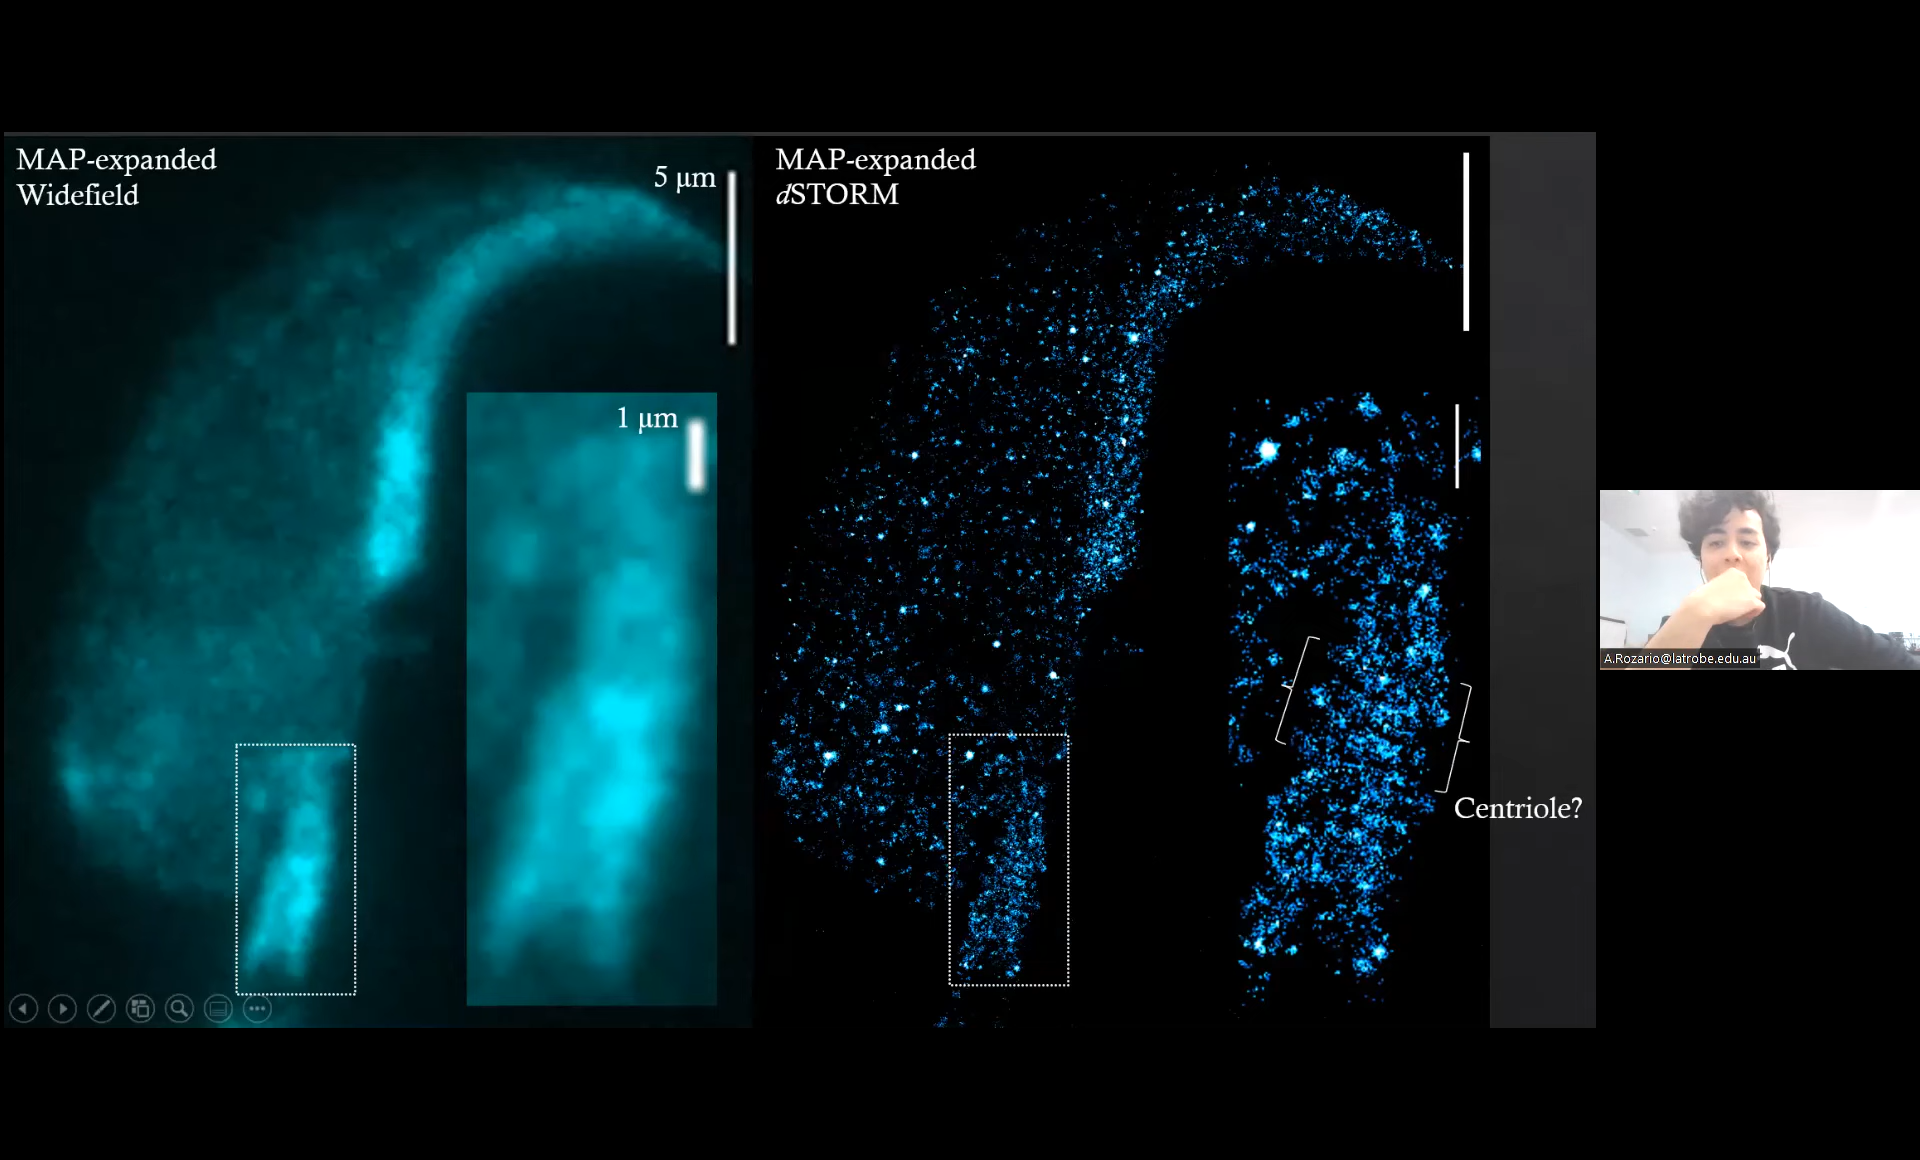 MAP-expanded
Widefield
5 µm
1 µm
MAP-expanded
dSTORM
Centriole?
A.Rozario@latrobe.edu.au